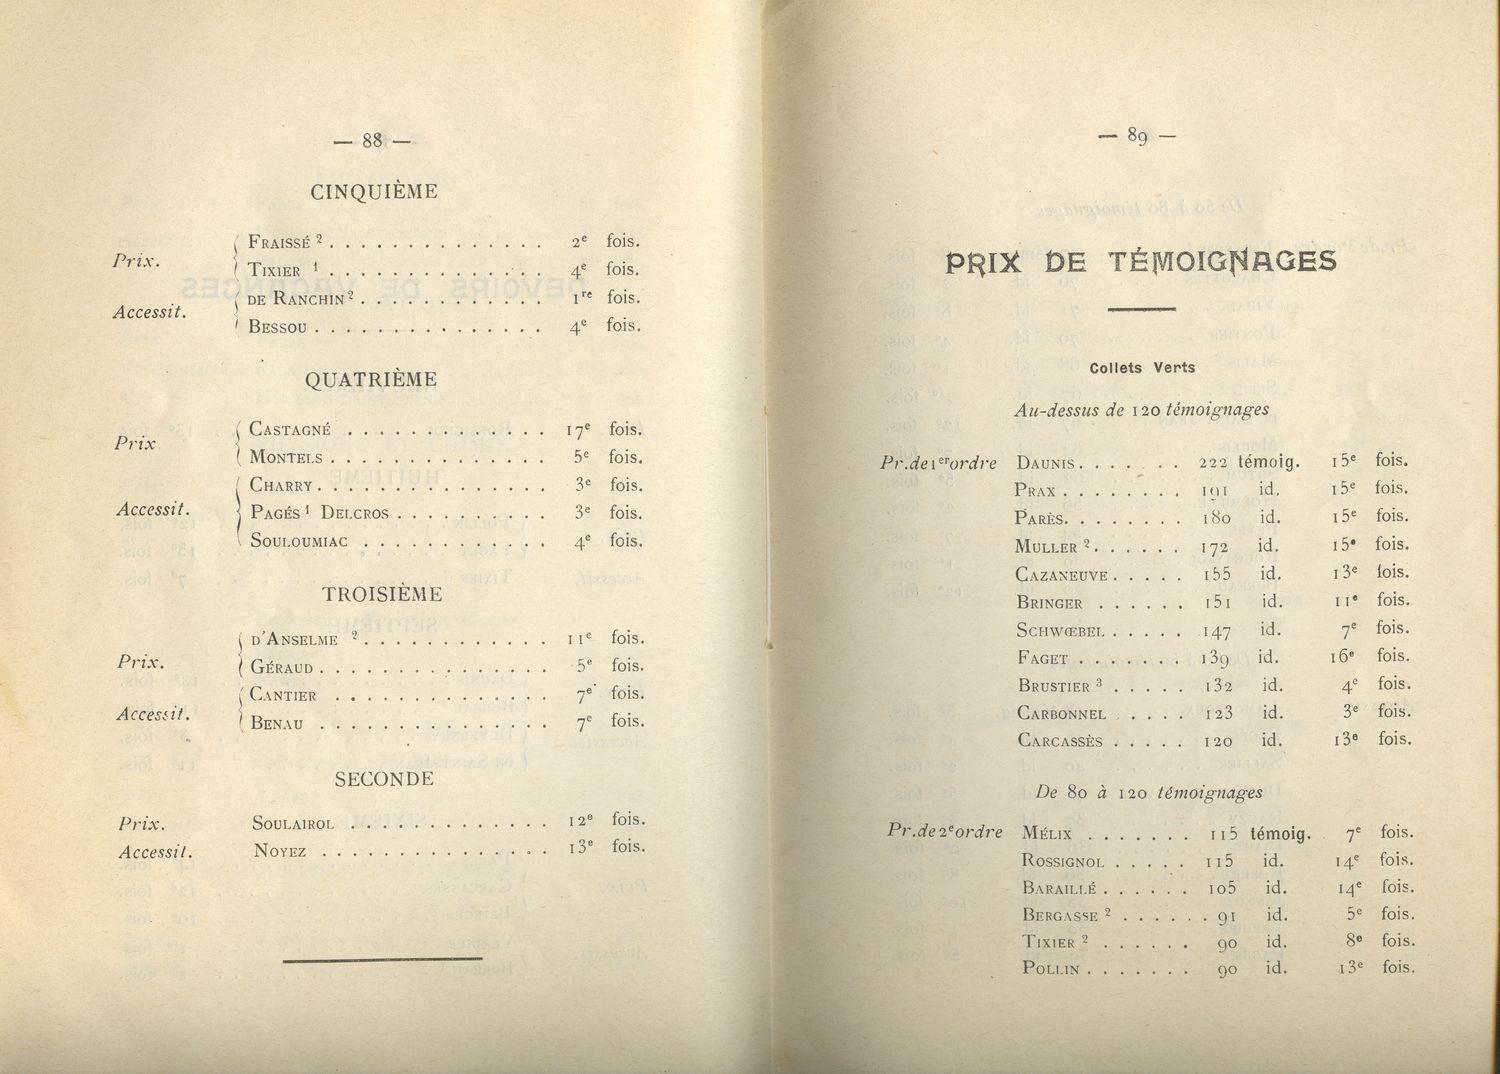 — 88 —
CINQUIÈME
Prix. FRAISSÉ 2 . . . . . . . . . . . . . . 2e fois.
TIXIER 1 . . . . . . . . . . . . . . 4e fois.
Accessit. DE RANCHIN 2 . . . . . . . . . . . . 1re fois.
BESSOU . . . . . . . . . . . . . . . 4e fois.
QUATRIÈME
Prix CASTAGNÉ . . . . . . . . . . . . . 17e fois.
MONTELS . . . . . . . . . . . . . . 5e fois.
Accessit. CHARRY . . . . . . . . . . . . . . . 3e fois.
PAGÉS 1 DELCROS . . . . . . . . . . 3e fois.
SOULOUMIAC . . . . . . . . . . . . 4e fois.
TROISIÈME
Prix. D'ANSELME 2 . . . . . . . . . . . . 11e fois.
GÉRAUD . . . . . . . . . . . . . . . 5e fois.
Accessit. CANTIER . . . . . . . . . . . . . . 7e fois.
BENAU . . . . . . . . . . . . . . . 7e fois.
SECONDE
Prix. SOULAIROL . . . . . . . . . . . . . 12e fois.
Accessit. NOYEZ . . . . . . . . . . . . . . . 13e fois.
— 89 —
PRIX DE TÉMOIGNAGES
Collets Verts
Au-dessus de 120 témoignages
Pr. de 1er ordre DAUNIS . . . . . . . 222 témoig. 15e fois.
PRAX . . . . . . . . 191 id. 15e fois.
PARÈS . . . . . . . . 180 id. 15e fois.
MULLER 2 . . . . . . 172 id. 15e fois.
CAZANEUVE . . . . . 155 id. 13e fois.
BRINGER . . . . . . 151 id. 11e fois.
SCHWŒBEL . . . . . 147 id. 7e fois.
FAGET . . . . . . . 139 id. 16e fois.
BRUSTIER 3 . . . . . 132 id. 4e fois.
CARBONNEL . . . . . 123 id. 3e fois.
CARCASSÈS . . . . . 120 id. 13e fois.
De 80 à 120 témoignages
Pr. de 2e ordre MÉLIX . . . . . . . 115 témoig. 7e fois.
ROSSIGNOL . . . . . 115 id. 14e fois.
BARAILLÉ . . . . . . 105 id. 14e fois.
BERGASSE 2 . . . . . . 91 id. 5e fois.
TIXIER 2 . . . . . . 90 id. 8e fois.
POLLIN . . . . . . . 90 id. 13e fois.